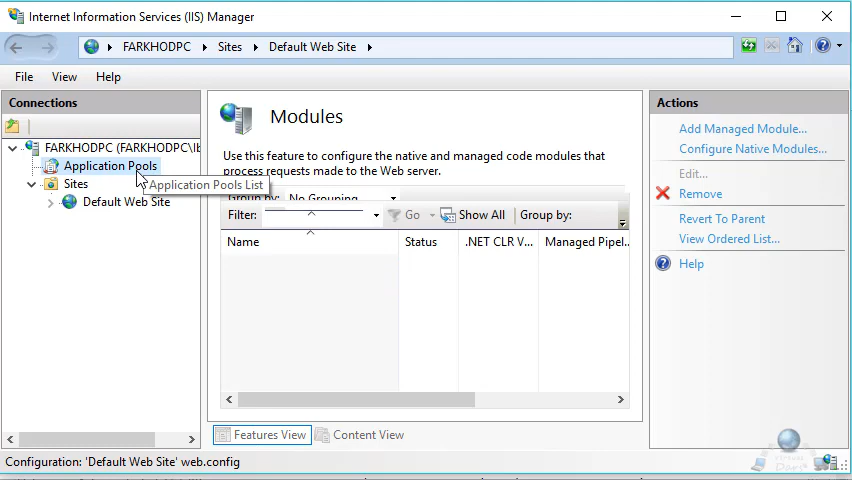 Internet Information Services (IIS) Manager
FARKHODPC
Sites
Default Web Site
File
View
Help
Connections
FARKHODPC (FARKHODPC\Ib
Application Pools
Application Pools List
Sites
Default Web Site
Modules
Use this feature to configure the native and managed code modules that
process requests made to the Web server.
Group by: No Grouping
Filter:
Go
Show All
Group by:
Name
Status
.NET CLR V...
Managed Pipel..
Features View
Content View
Actions
Add Managed Module...
Configure Native Modules...
Edit...
Remove
Revert To Parent
View Ordered List...
Help
Configuration: 'Default Web Site' web.config